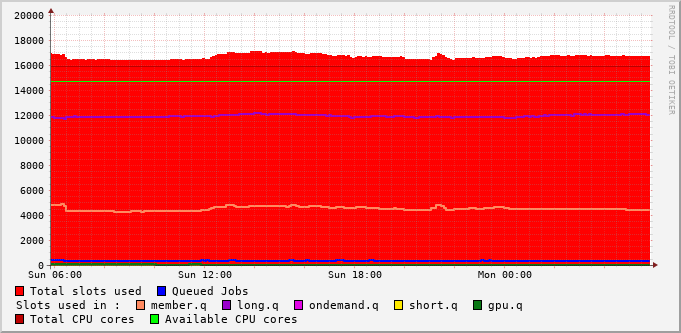 20000
18000
16000
14000
12000
10000
8000
6000
4000
2000
0
Sun 06:00 Sun 12:00 Sun 18:00 Mon 00:00
Total slots used Queued Jobs
Slots used in : member.q long.q ondemand.q short.q gpu.q
Total CPU cores Available CPU cores
RRDTOOL / TOBI OETIKER